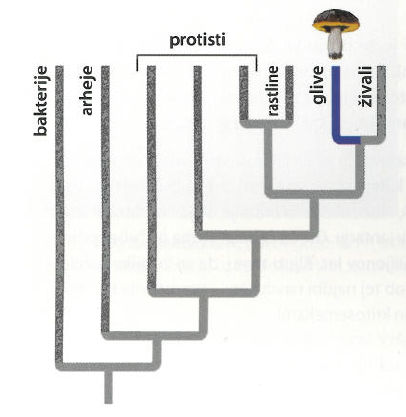 protisti
bakterije
arheje
rastline
glive
živali